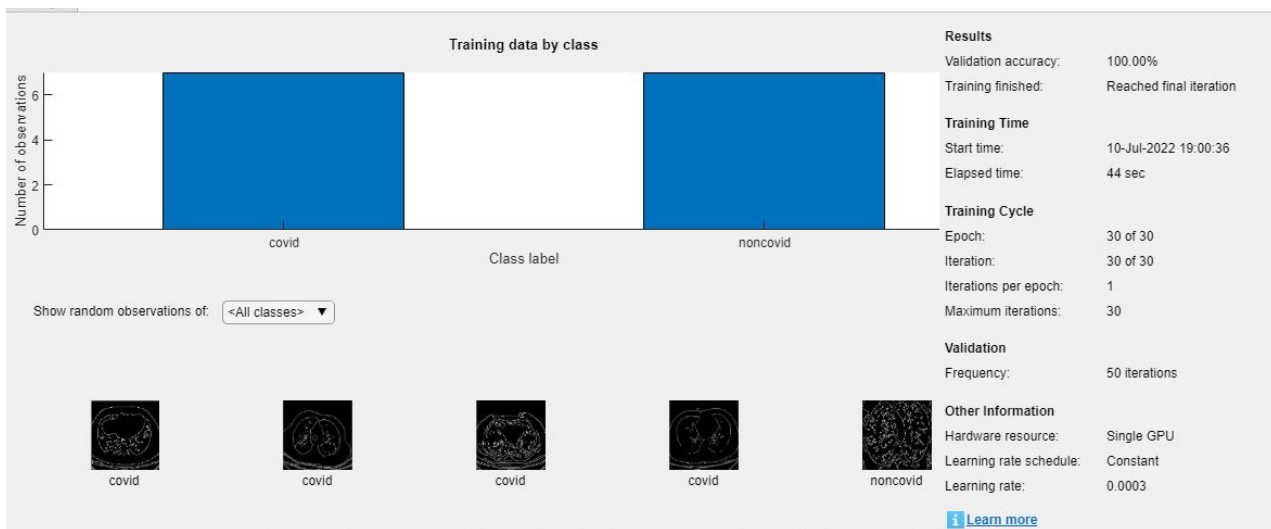 Training data by class
Number of observations
6
4
2
0
covid
noncovid
Class label
Show random observations of: <All classes>
covid
covid
covid
covid
noncovid
Results
Validation accuracy: 100.00%
Training finished: Reached final iteration
Training Time
Start time: 10-Jul-2022 19:00:36
Elapsed time: 44 sec
Training Cycle
Epoch: 30 of 30
Iteration: 30 of 30
Iterations per epoch: 1
Maximum iterations: 30
Validation
Frequency: 50 iterations
Other Information
Hardware resource: Single GPU
Learning rate schedule: Constant
Learning rate: 0.0003
i Learn more